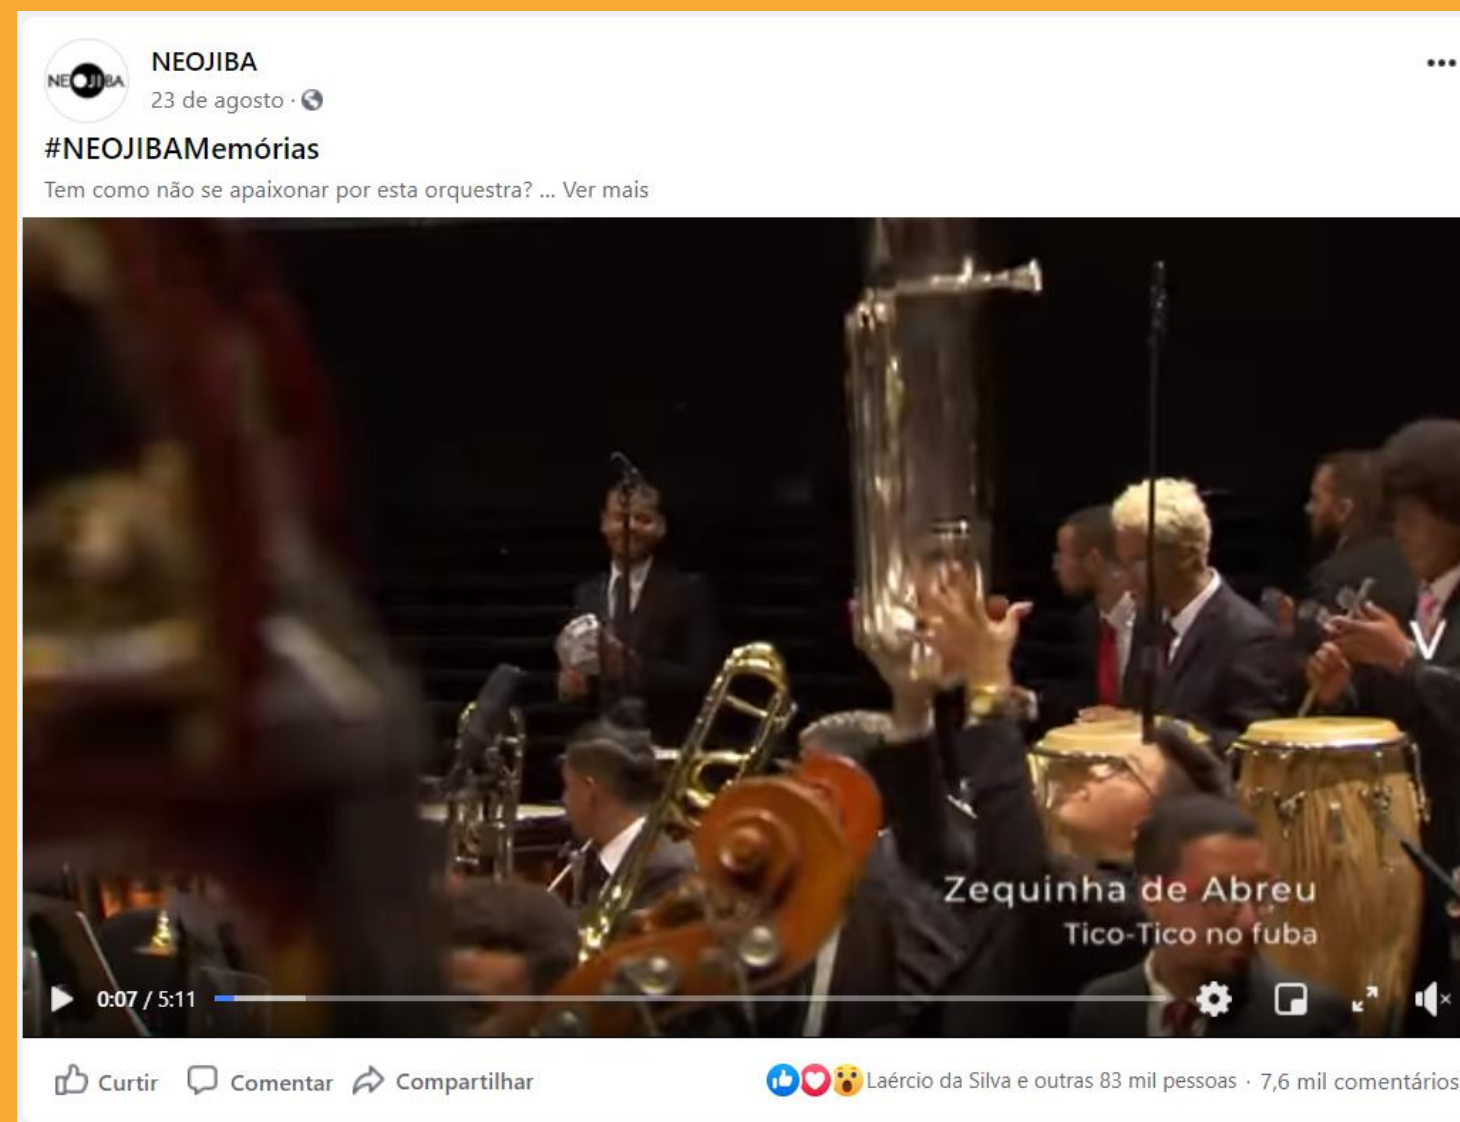 NEOJIBA
NEOJIBA
23 de agosto ·
#NEOJIBAMemórias
Tem como não se apaixonar por esta orquestra? ... Ver mais
Zequinha de Abreu
Tico-Tico no fuba
0:07 / 5:11
Curtir Comentar Compartilhar Laércio da Silva e outras 83 mil pessoas · 7,6 mil comentários